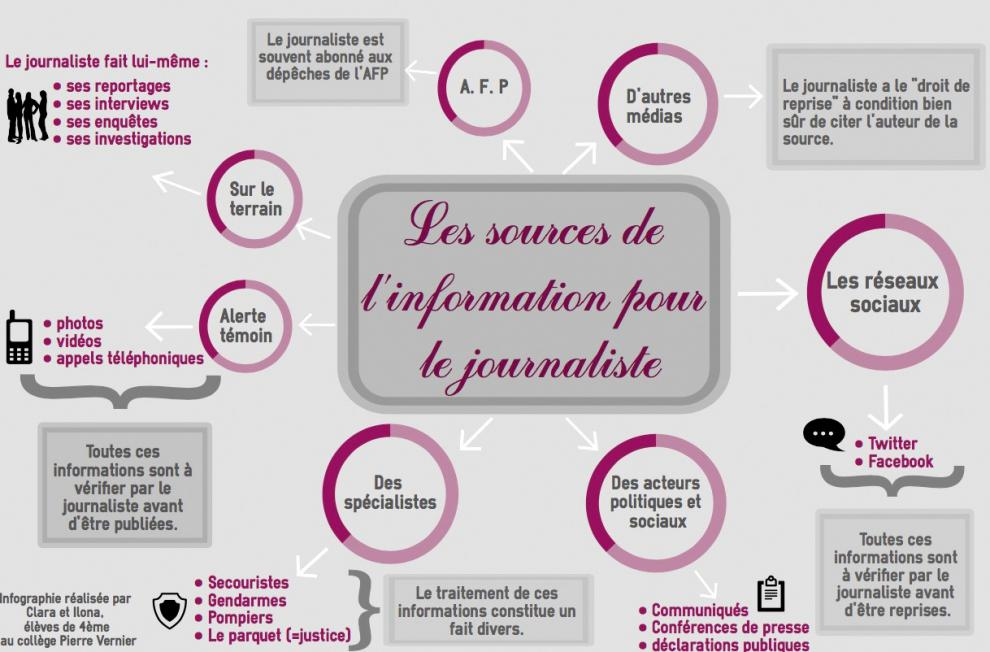 Les sources de
l'information pour
le journaliste
A. F. P
Le journaliste est
souvent abonné aux
dépêches de l'AFP
D'autres
médias
Le journaliste a le "droit de
reprise" à condition bien
sûr de citer l'auteur de la
source.
Le journaliste fait lui-même :
• ses reportages
• ses interviews
• ses enquêtes
• ses investigations
Sur le
terrain
Alerte
témoin
• photos
• vidéos
• appels téléphoniques
Toutes ces
informations sont à
vérifier par le
journaliste avant
d'être publiées.
Les réseaux
sociaux
• Twitter
• Facebook
Toutes ces
informations sont
à vérifier par le
journaliste avant
d'être reprises.
Des
spécialistes
• Secouristes
• Gendarmes
• Pompiers
• Le parquet (=justice)
Le traitement de ces
informations constitue un
fait divers.
Des acteurs
politiques et
sociaux
• Communiqués
• Conférences de presse
• déclarations publiques
Infographie réalisée par
Clara et Ilona,
élèves de 4ème
au collège Pierre Vernier